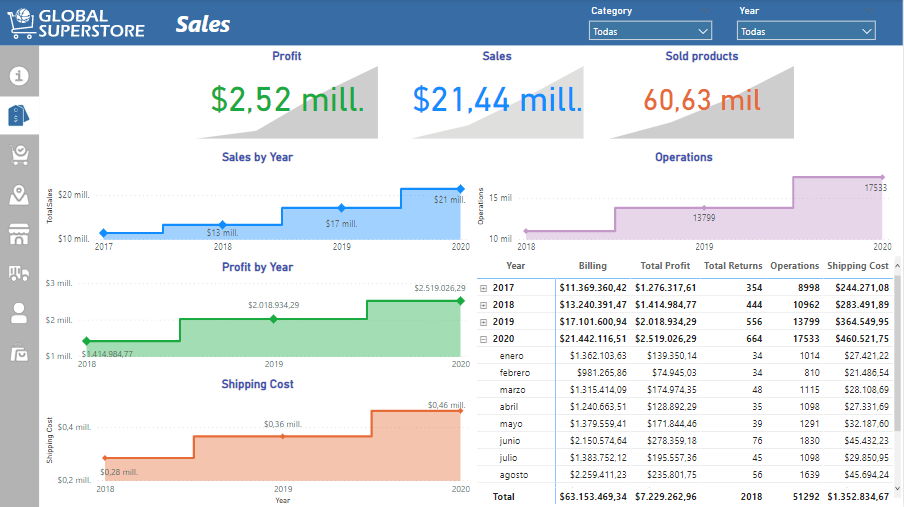 GLOBAL
SUPERSTORE
Sales
Category
Todas
Year
Todas
Profit
$2,52 mill.
Sales
$21,44 mill.
Sold products
60,63 mil
Sales by Year
TotalSales
$20 mill.
$10 mill.
$13 mill.
$17 mill.
$21 mill.
2017 2018 2019 2020
Operations
Operations
15 mil
10 mil
13799
17533
2018 2019 2020
Profit by Year
$3 mill.
$2 mill.
$1 mill.
$1.414.984,77
$2.018.934,29
$2.519.026,29
2018 2019 2020
Shipping Cost
Shipping Cost
$0,4 mill.
$0,2 mill.
$0,28 mill.
$0,36 mill.
$0,46 mill.
2018 2019 2020
Year
Year Billing Total Profit Total Returns Operations Shipping Cost
2017 $11.369.360,42 $1.276.317,61 354 8998 $244.271,08
2018 $13.240.391,47 $1.414.984,77 444 10962 $283.491,89
2019 $17.101.600,94 $2.018.934,29 556 13799 $364.549,95
2020 $21.442.116,51 $2.519.026,29 664 17533 $460.521,75
enero $1.362.103,63 $139.350,14 34 1014 $27.421,22
febrero $981.265,86 $74.945,03 34 810 $21.486,54
marzo $1.315.414,09 $174.974,35 48 1115 $28.108,69
abril $1.240.663,51 $128.892,29 35 1098 $27.331,69
mayo $1.379.559,41 $171.844,46 39 1291 $32.187,60
junio $2.150.574,64 $278.359,18 76 1830 $45.432,23
julio $1.383.752,12 $195.557,36 45 1098 $29.850,95
agosto $2.259.411,23 $235.801,75 56 1639 $45.694,24
Total $63.153.469,34 $7.229.262,96 2018 51292 $1.352.834,67